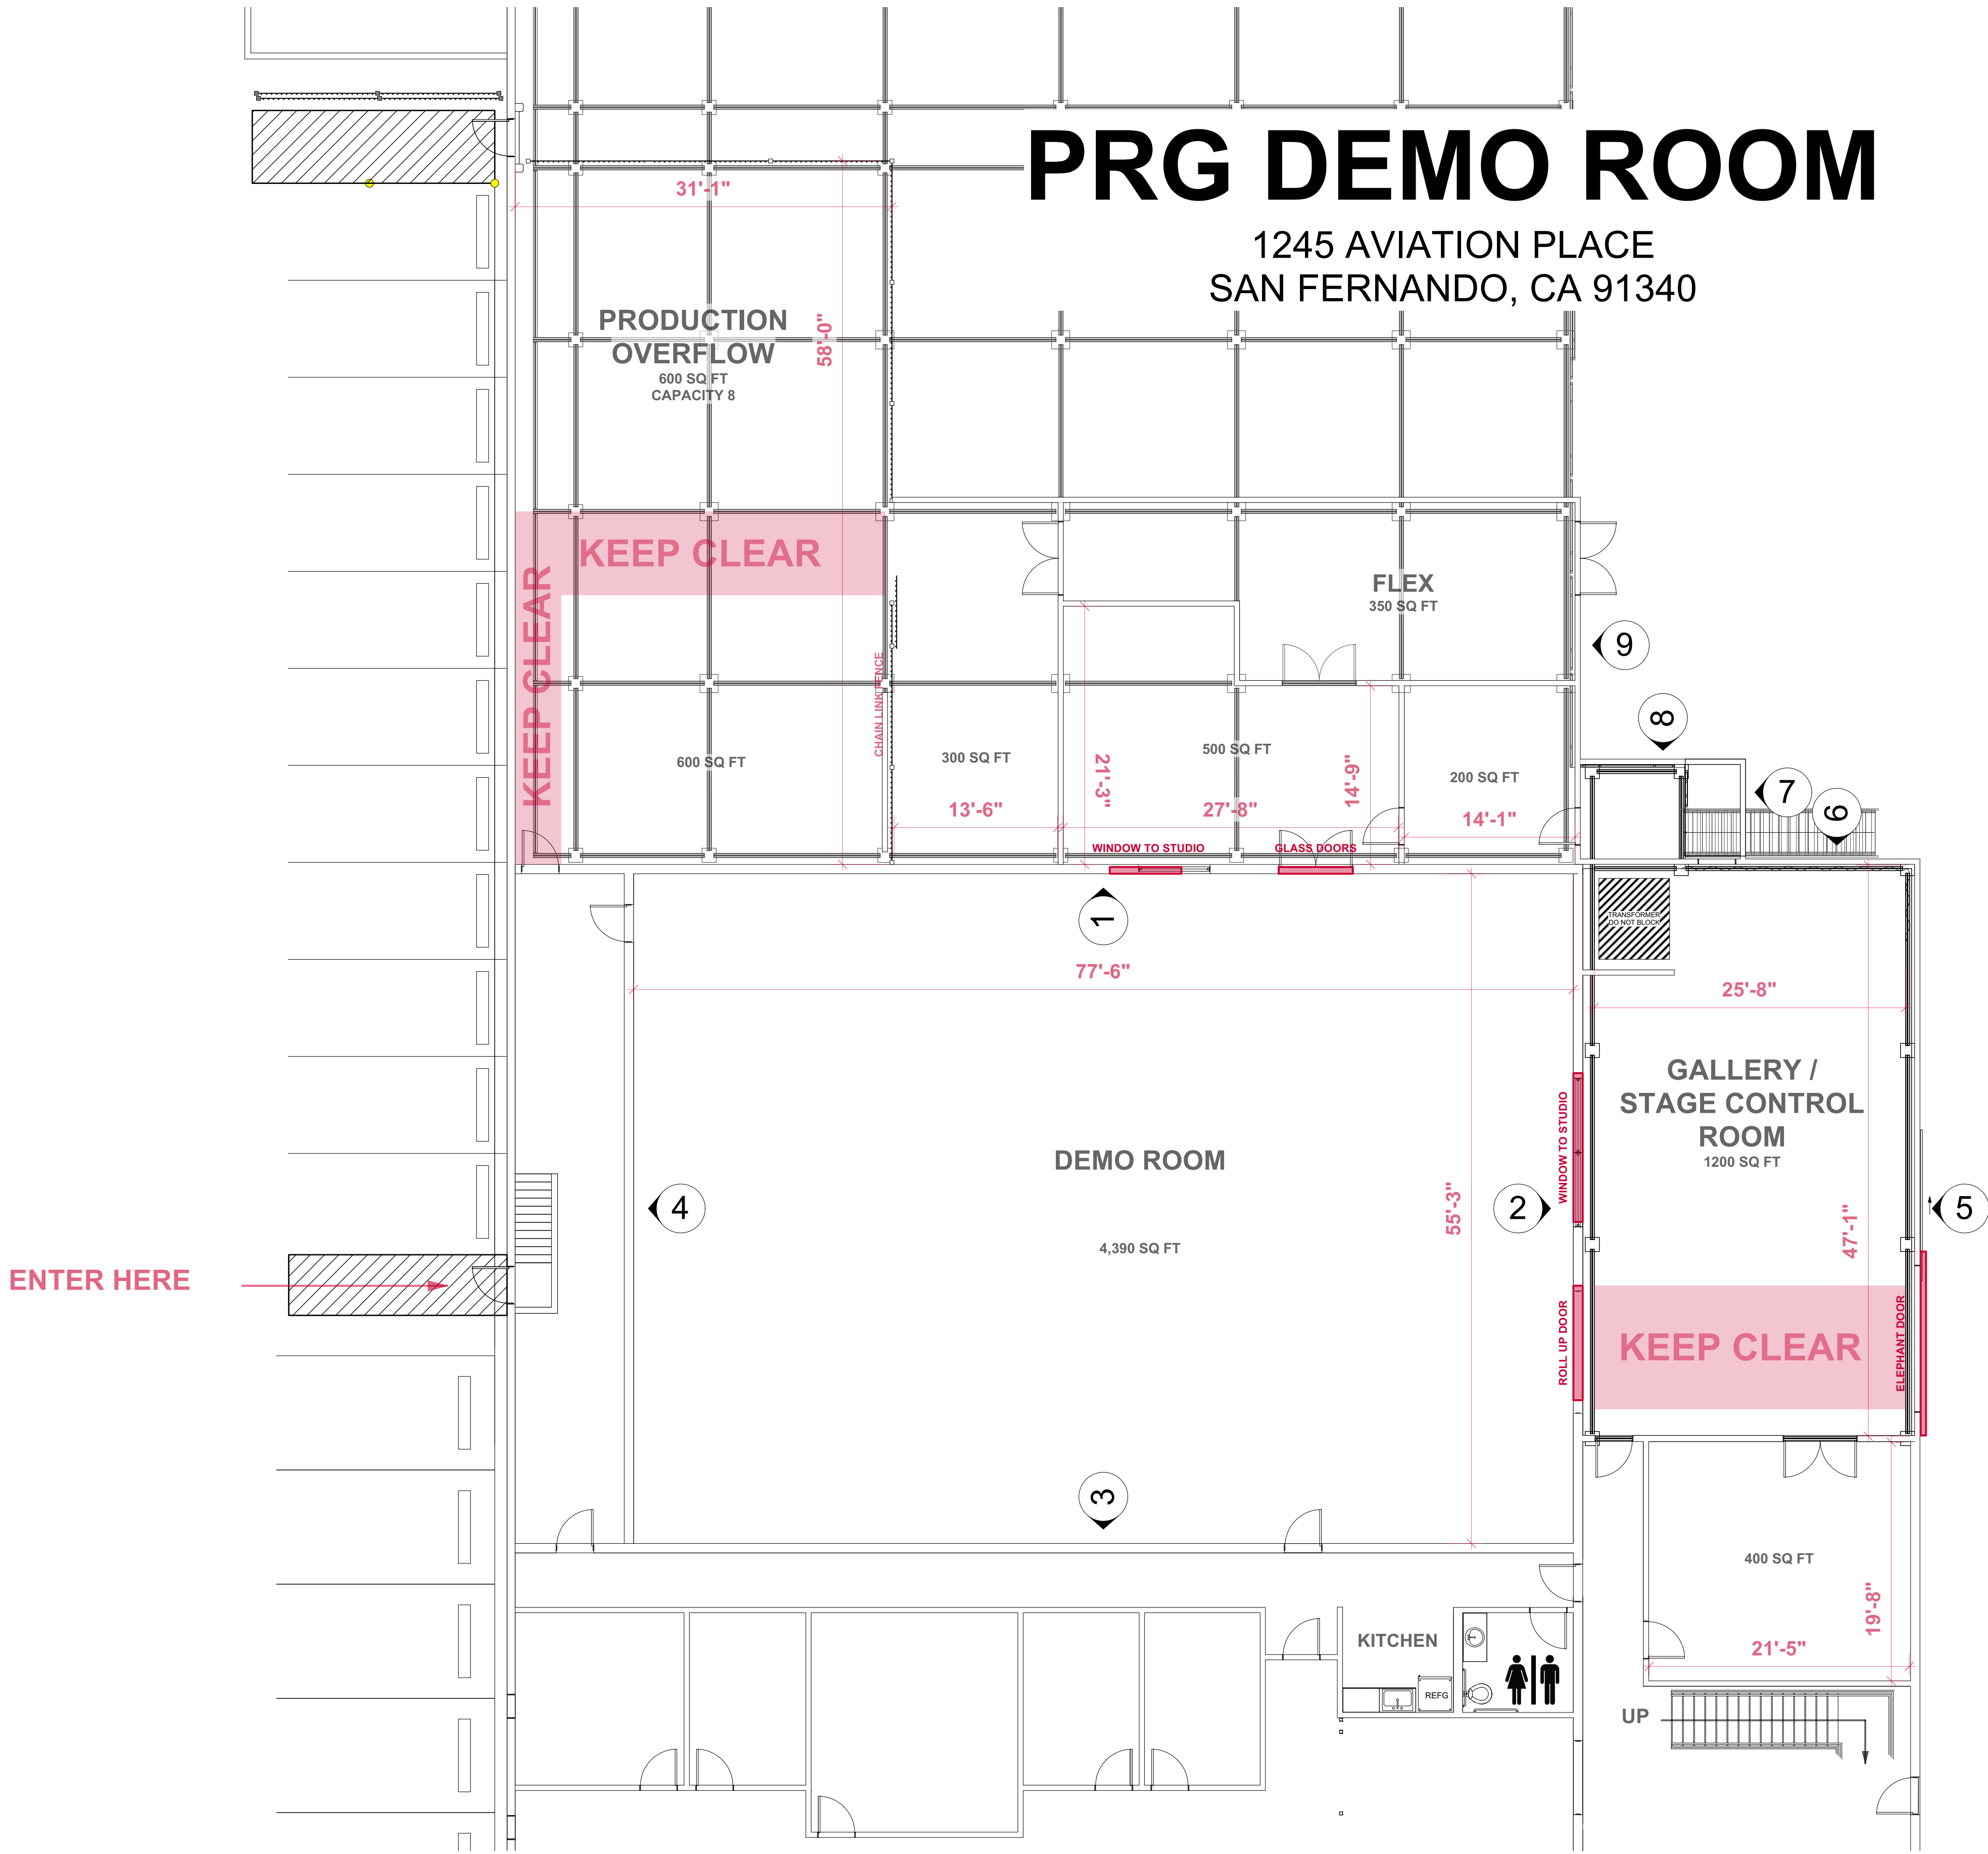 PRG DEMO ROOM
1245 AVIATION PLACE
SAN FERNANDO, CA 91340
31'-1"
58'-0"
PRODUCTION
OVERFLOW
600 SQ FT
CAPACITY 8
KEEP CLEAR
KEEP CLEAR
CHAIN LINK FENCE
FLEX
350 SQ FT
9
8
7
6
600 SQ FT
300 SQ FT
13'-6"
21'-3"
500 SQ FT
27'-8"
14'-9"
200 SQ FT
14'-1"
WINDOW TO STUDIO
GLASS DOORS
1
77'-6"
TRANSFORMER
DO NOT BLOCK
25'-8"
GALLERY /
STAGE CONTROL
ROOM
1200 SQ FT
WINDOW TO STUDIO
DEMO ROOM
4,390 SQ FT
4
2
55'-3"
47'-1"
5
ENTER HERE
ROLL UP DOOR
KEEP CLEAR
ELEPHANT DOOR
3
400 SQ FT
19'-8"
21'-5"
KITCHEN
REFG
UP